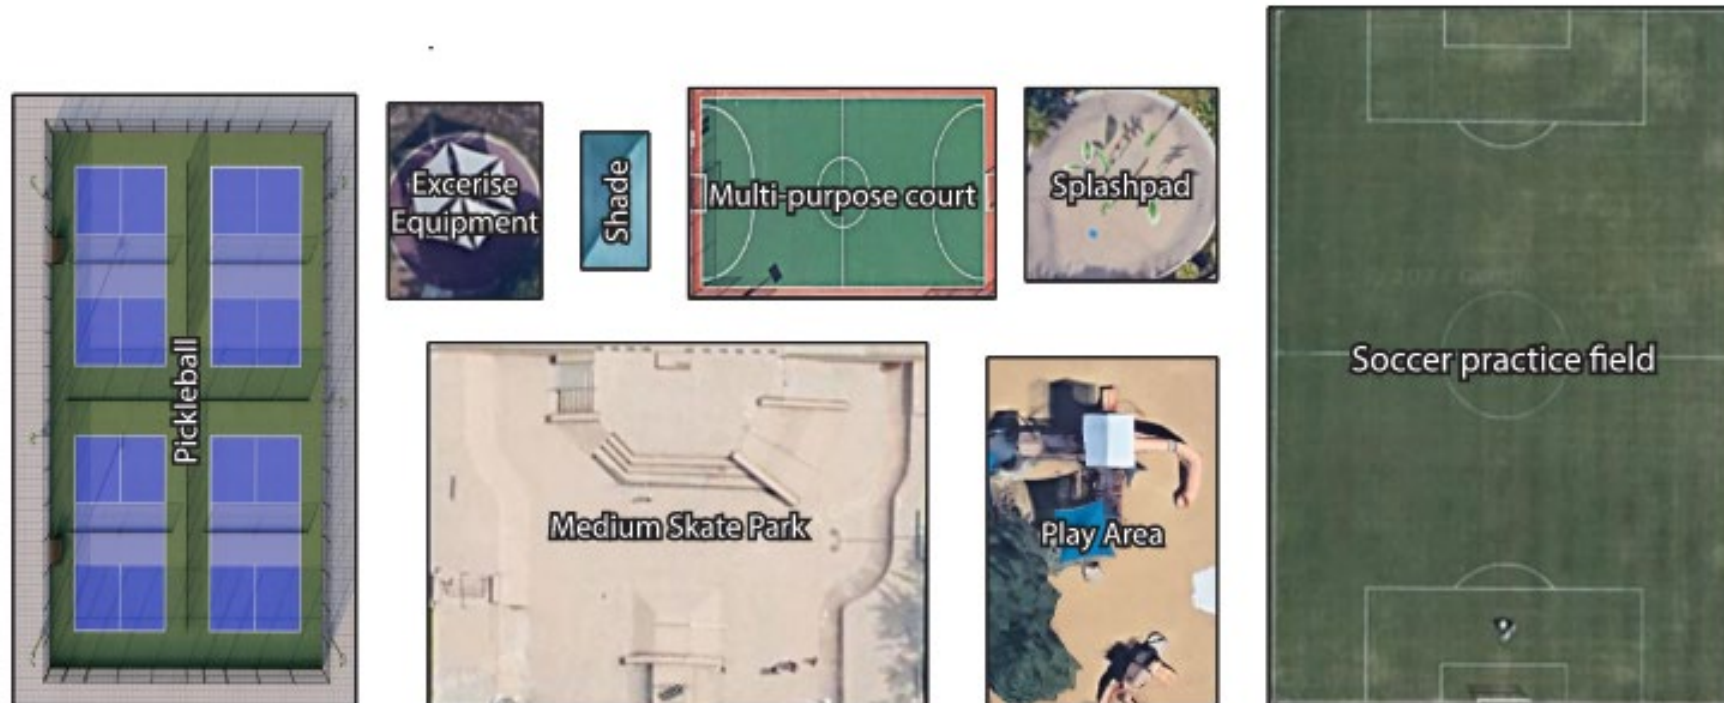 Pickleball
Excerise
Equipment
Shade
Multi-purpose court
Splashpad
Soccer practice field
Medium Skate Park
Play Area